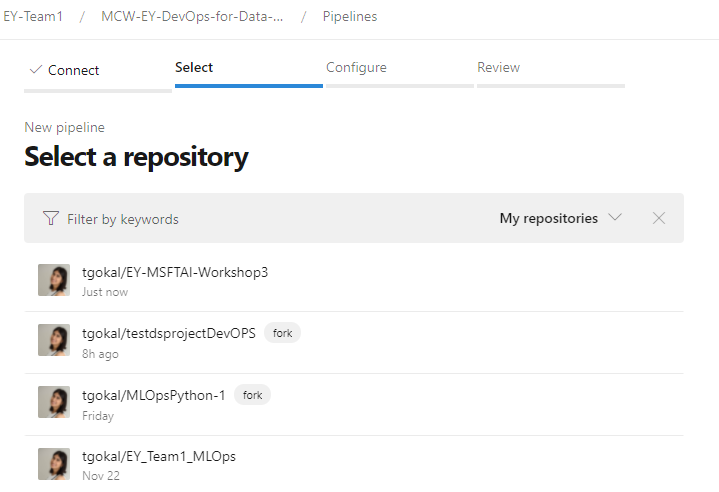 EY-Team1 / MCW-EY-DevOps-for-Data-... / Pipelines
Connect Select Configure Review
New pipeline
Select a repository
Filter by keywords My repositories
tgokal/EY-MSFTAI-Workshop3
Just now
tgokal/testdsprojectDevOPS fork
8h ago
tgokal/MLOpsPython-1 fork
Friday
tgokal/EY_Team1_MLOps
Nov 22